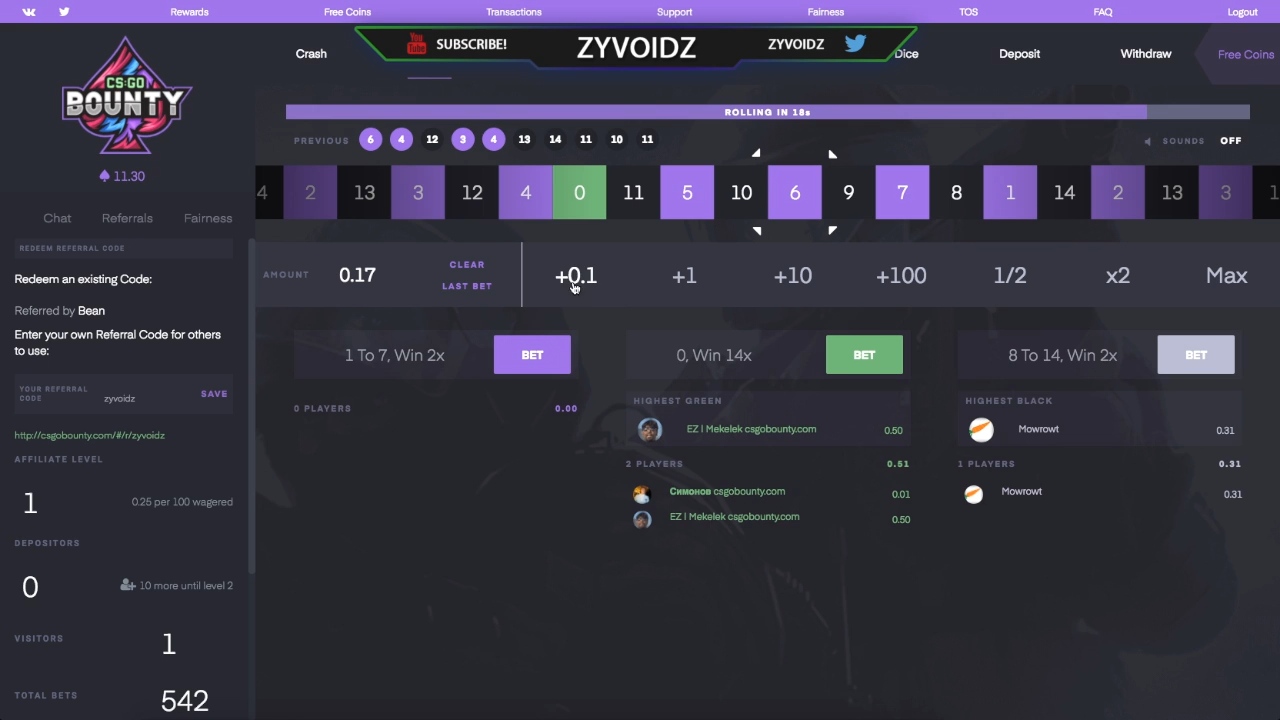 Rewards Free Coins Transactions Support Fairness TOS FAQ Logout
Crash
You Tube SUBSCRIBE! ZYVOIDZ ZYVOIDZ
Dice Deposit Withdraw Free Coins
CS:GO
BOUNTY
11.30
ROLLING IN 18s
PREVIOUS 6 4 12 3 4 13 14 11 10 11
SOUNDS OFF
4 2 13 3 12 4 0 11 5 10 6 9 7 8 1 14 2 13 3 1
Chat Referrals Fairness
REDEEM REFERRAL CODE
Redeem an existing Code:
Referred by Bean
Enter your own Referral Code for others
to use:
YOUR REFERRAL
CODE
zyvoidz
SAVE
http://csgobounty.com/#/r/zyvoidz
AFFILIATE LEVEL
1 0.25 per 100 wagered
DEPOSITORS
0 10 more until level 2
VISITORS 1
TOTAL BETS 542
AMOUNT 0.17
CLEAR
LAST BET
+0.1 +1 +10 +100 1/2 x2 Max
1 To 7, Win 2x BET
0 PLAYERS 0.00
0, Win 14x BET
HIGHEST GREEN
EZ | Mekelek csgobounty.com 0.50
2 PLAYERS 0.51
Симонов csgobounty.com 0.01
EZ | Mekelek csgobounty.com 0.50
8 To 14, Win 2x BET
HIGHEST BLACK
Mowrowt 0.31
1 PLAYERS 0.31
Mowrowt 0.31